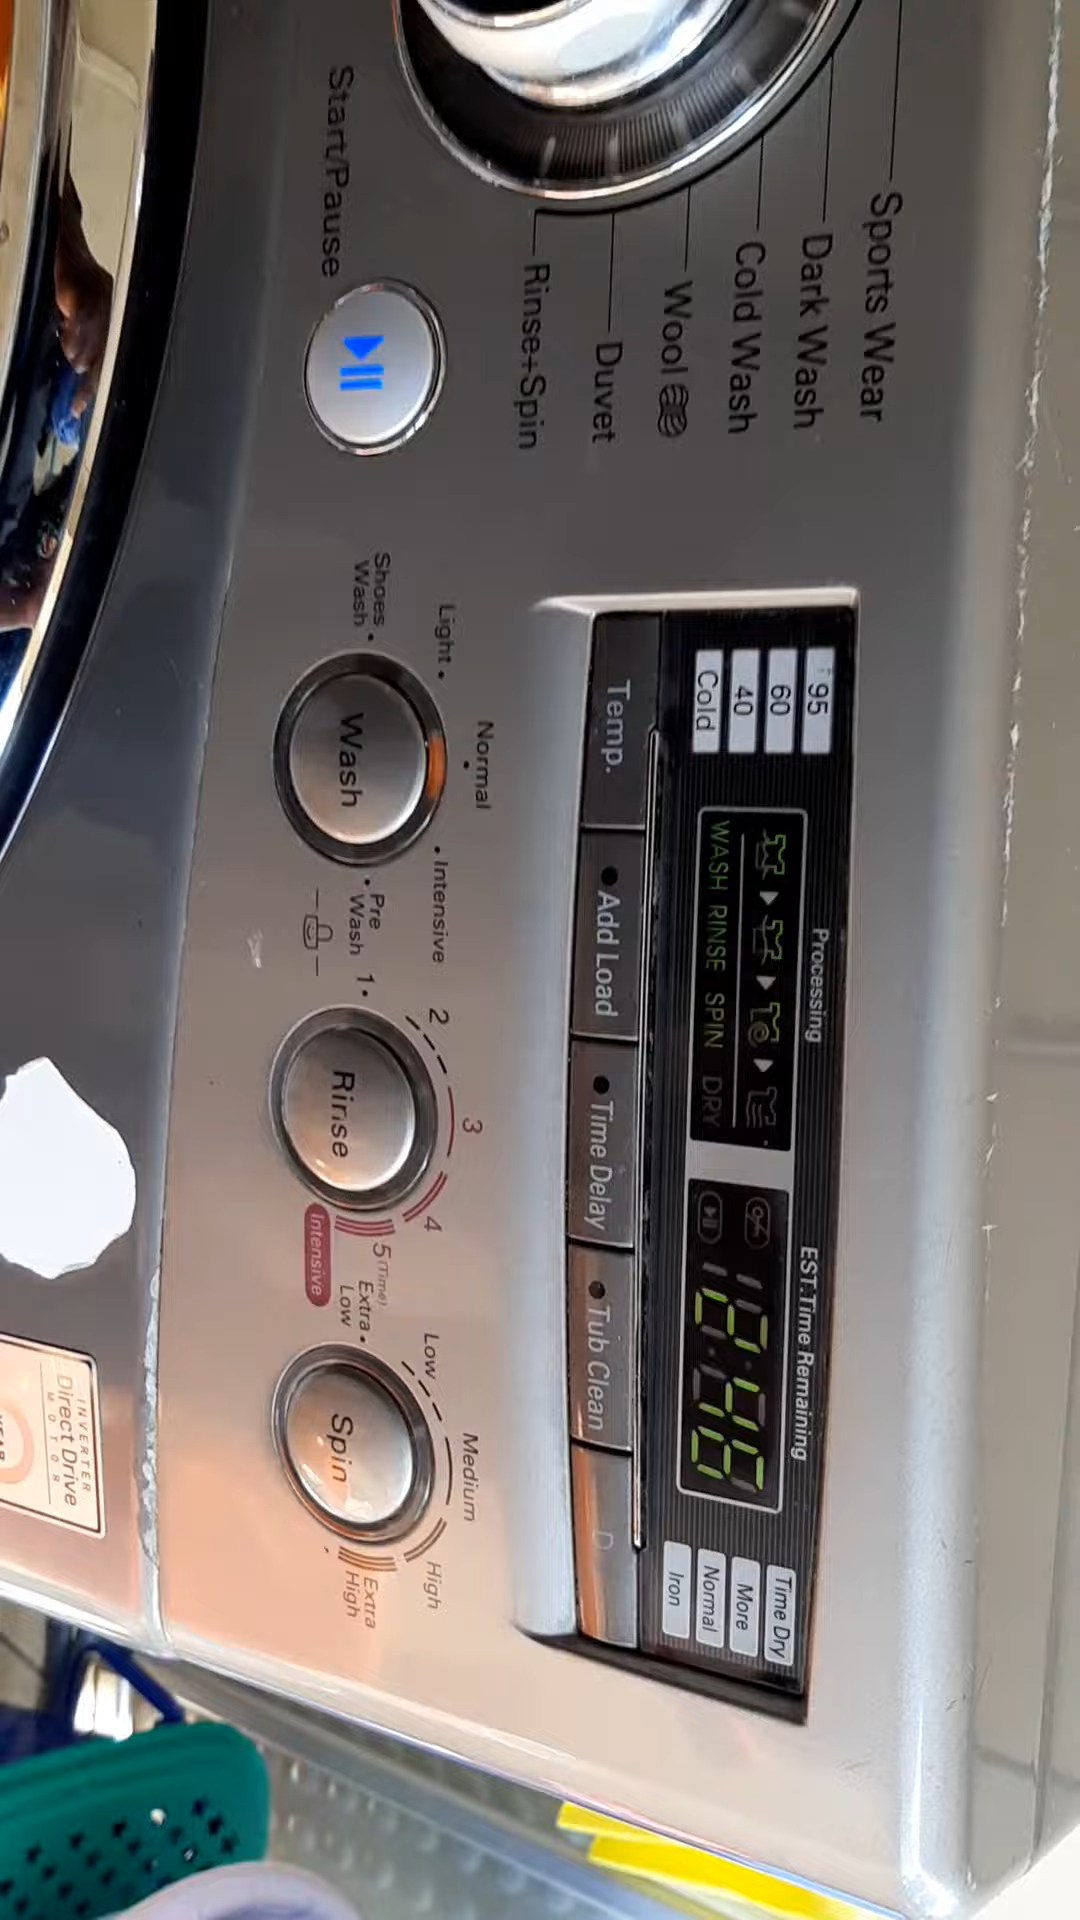 Sports Wear
Dark Wash
Cold Wash
Wool
Duvet
Rinse+Spin
Start/Pause
95
60
40
Cold
Processing
WASH RINSE SPIN DRY
EST.Time Remaining
Time Dry
More
Normal
Iron
Temp.
Add Load
Time Delay
Tub Clean
D
Shoes
Wash
Light
Normal
Intensive
Pre
Wash
Wash
1
2
3
4
5 (Time)
Intensive
Rinse
Extra
Low
Low
Medium
High
Extra
High
Spin
INVERTER
Direct Drive
MOTOR
YEAR